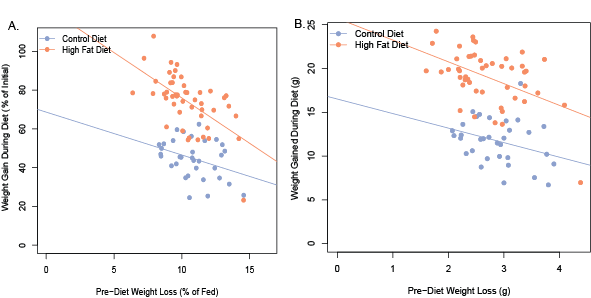 A.
Control Diet
High Fat Diet
Weight Gain During Diet (% of Initial)
0 20 40 60 80 100
0 5 10 15
Pre-Diet Weight Loss (% of Fed)
B.
Control Diet
High Fat Diet
Weight Gained During Diet (g)
0 5 10 15 20 25
0 1 2 3 4
Pre-Diet Weight Loss (g)